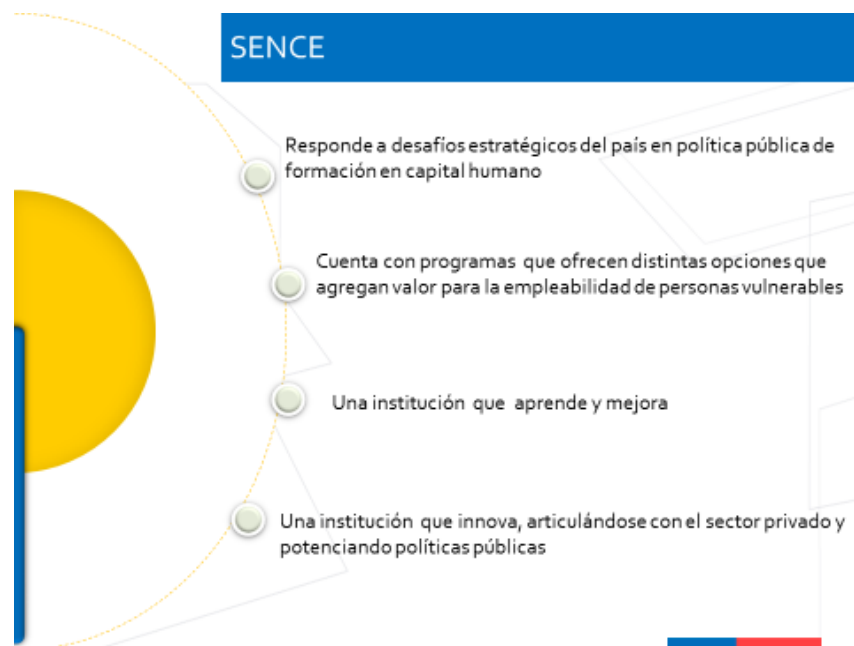 SENCE
Responde a desafíos estratégicos del país en política pública de
formación en capital humano
Cuenta con programas que ofrecen distintas opciones que
agregan valor para la empleabilidad de personas vulnerables
Una institución que aprende y mejora
Una institución que innova, articulándose con el sector privado y
potenciando políticas públicas